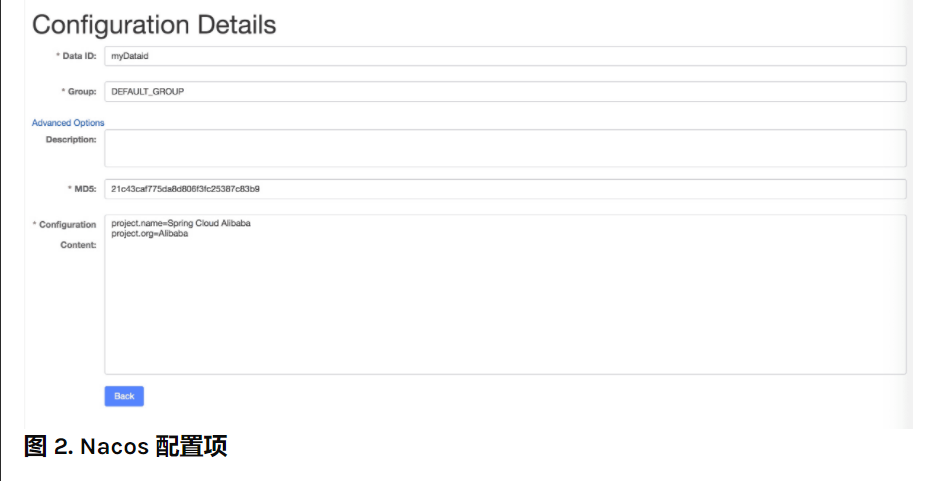 Configuration Details
* Data ID: myDataid
* Group: DEFAULT_GROUP
Advanced Options
Description:
* MD5: 21c43caf775da8d806f3fc25387c83b9
* Configuration Content:
project.name=Spring Cloud Alibaba
project.org=Alibaba
Back
图 2. Nacos 配置项